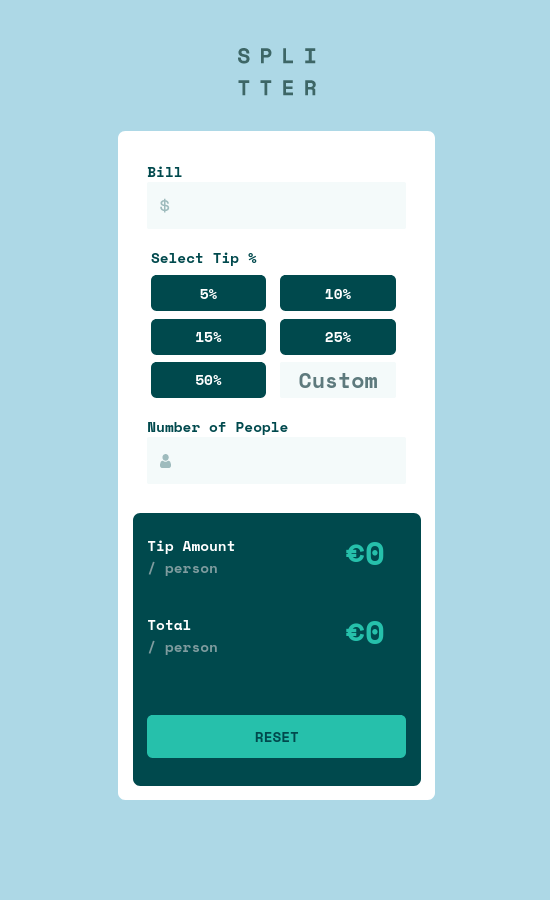 SPLI
TTER
Bill
$
Select Tip %
5% 10%
15% 25%
50% Custom
Number of People
Tip Amount €0
/ person
Total €0
/ person
RESET